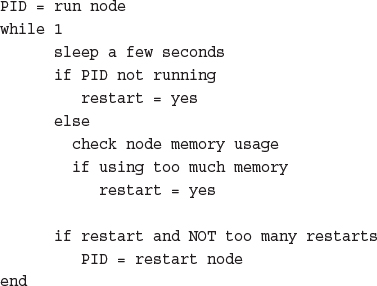 PID = run node
while 1
      sleep a few seconds
      if PID not running
         restart = yes
      else
        check node memory usage
        if using too much memory
           restart = yes

      if restart and NOT too many restarts
         PID = restart node
end